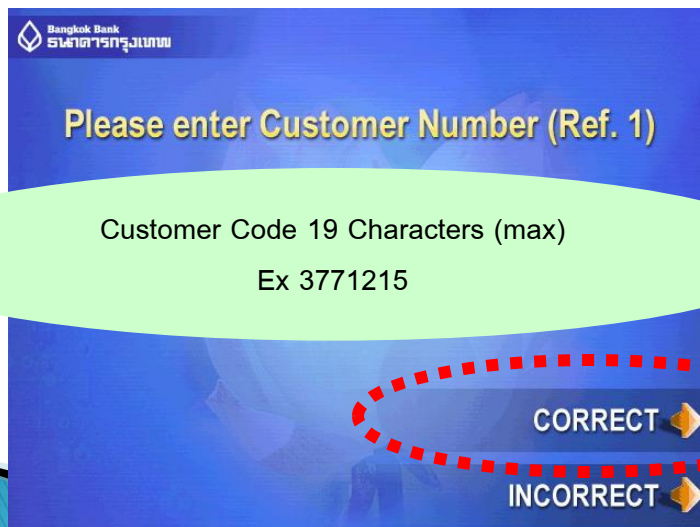 Bangkok Bank
ธนาคารกรุงเทพ
Please enter Customer Number (Ref. 1)
Customer Code 19 Characters (max)
Ex 3771215
CORRECT
INCORRECT